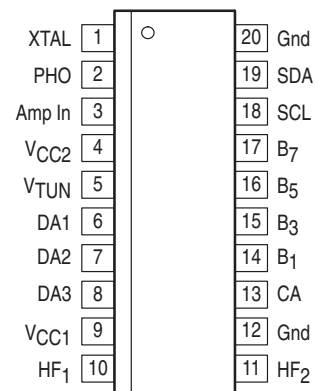 XTAL 1 20 Gnd
PHO 2 19 SDA
Amp In 3 18 SCL
VCC2 4 17 B7
VTUN 5 16 B5
DA1 6 15 B3
DA2 7 14 B1
DA3 8 13 CA
VCC1 9 12 Gnd
HF1 10 11 HF2